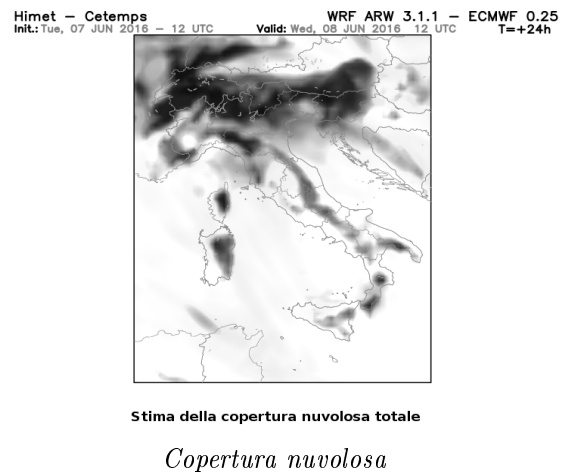 Himet – Cetemps WRF ARW 3.1.1 – ECMWF 0.25
Init.: Tue, 07 JUN 2016 – 12 UTC Valid: Wed, 08 JUN 2016 12 UTC T=+24h
Stima della copertura nuvolosa totale
Copertura nuvolosa